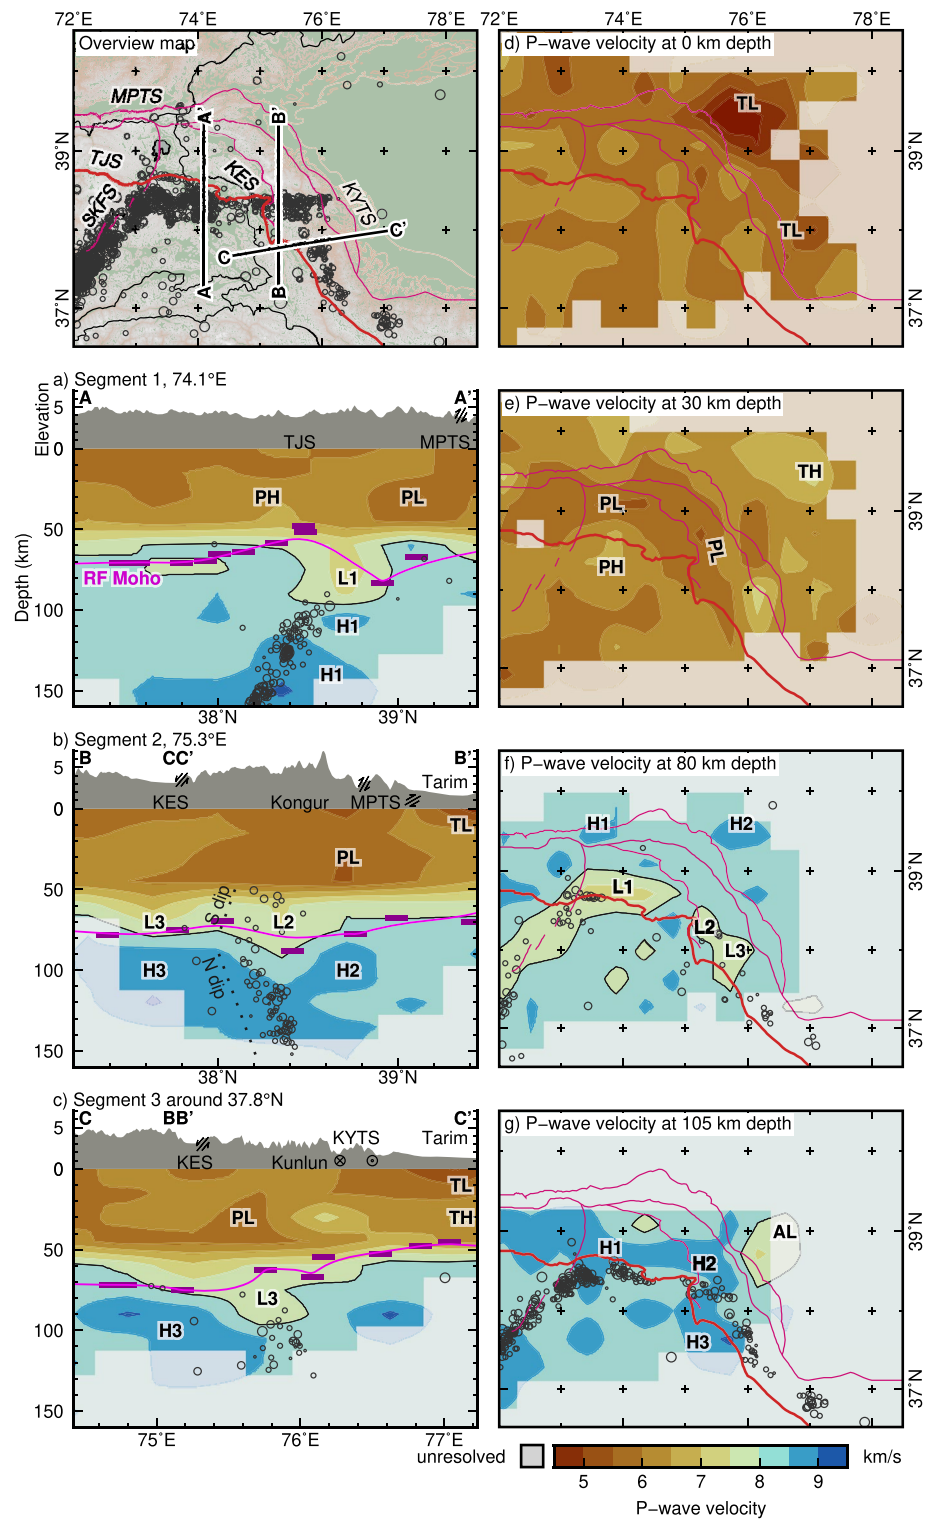 72°E 74°E 76°E 78°E
72°E 74°E 76°E 78°E
Overview map
MPTS
A'
B'
39°N
TJS
KES
SKFS
KYTS
C
C'
A
B
37°N
d) P−wave velocity at 0 km depth
TL
39°N
TL
37°N
a) Segment 1, 74.1°E
A
A'
Elevation
5
0
TJS
MPTS
PH
PL
50
RF Moho
L1
Depth (km)
100
H1
H1
150
38°N
39°N
e) P−wave velocity at 30 km depth
TH
PL
39°N
PL
PH
37°N
b) Segment 2, 75.3°E
B
CC'
B'
5
Tarim
0
KES
Kongur
MPTS
TL
PL
50
S dip
L3
L2
100
H3
N dip
H2
150
38°N
39°N
f) P−wave velocity at 80 km depth
H1
H2
39°N
L1
L2
L3
37°N
c) Segment 3 around 37.8°N
C
BB'
C'
5
KYTS
Tarim
0
KES
Kunlun
TL
PL
TH
50
L3
100
H3
150
75°E
76°E
77°E
g) P−wave velocity at 105 km depth
AL
39°N
H1
H2
H3
37°N
unresolved
km/s
5 6 7 8 9
P−wave velocity